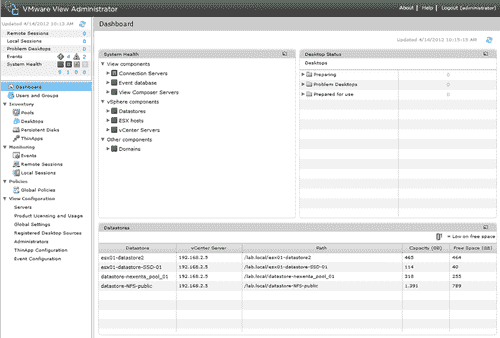 VMware View Administrator
About | Help | Logout (administrator)
Updated 4/14/2012 10:15 AM
Remote Sessions 0
Local Sessions 0
Problem Desktops 0
Events 4 2
System Health
9 1 0 0
Dashboard
Users and Groups
Inventory
Pools
Desktops
Persistent Disks
ThinApps
Monitoring
Events
Remote Sessions
Local Sessions
Policies
Global Policies
View Configuration
Servers
Product Licensing and Usage
Global Settings
Registered Desktop Sources
Administrators
ThinApp Configuration
Event Configuration
Dashboard
Updated 4/14/2012 10:15:15 AM
System Health
View components
Connection Servers
Event database
View Composer Servers
vSphere components
Datastores
ESX hosts
vCenter Servers
Other components
Domains
Desktop Status
Desktops
Preparing 0
Problem Desktops 0
Prepared for use 0
Datastores
= Low on free space
Datastore vCenter Server Path Capacity (GB) Free Space (GB)
esx01-datastore2 192.168.2.5 /lab.local/esx01-datastore2 465 464
esx01-datastore-SSD-01 192.168.2.5 /lab.local/esx01-datastore-SSD-01 114 40
datastore-nexenta_pool_01 192.168.2.5 /lab.local/datastore-nexenta_pool_01 318 255
datastore-NFS-public 192.168.2.5 /lab.local/datastore-NFS-public 1,391 789